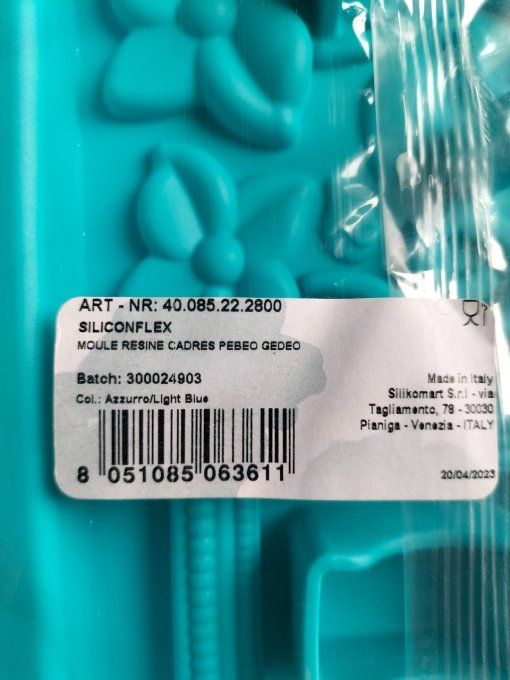 ART - NR: 40.085.22.2800
SILICONFLEX
MOULE RESINE CADRES PEBEO GEDEO
Batch: 300024903
Col.: Azzurro/Light Blue
8 051085 063611
Made in Italy
Silikomart S.r.l - via
Tagliamento, 78 - 30030
Pianiga - Venezia - ITALY
20/04/2023